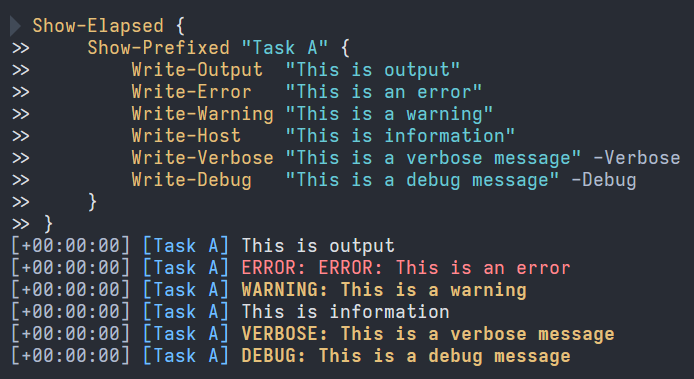 Show-Elapsed {
>>     Show-Prefixed "Task A" {
>>         Write-Output  "This is output"
>>         Write-Error   "This is an error"
>>         Write-Warning "This is a warning"
>>         Write-Host    "This is information"
>>         Write-Verbose "This is a verbose message" -Verbose
>>         Write-Debug   "This is a debug message" -Debug
>>     }
>> }
[+00:00:00] [Task A] This is output
[+00:00:00] [Task A] ERROR: ERROR: This is an error
[+00:00:00] [Task A] WARNING: This is a warning
[+00:00:00] [Task A] This is information
[+00:00:00] [Task A] VERBOSE: This is a verbose message
[+00:00:00] [Task A] DEBUG: This is a debug message